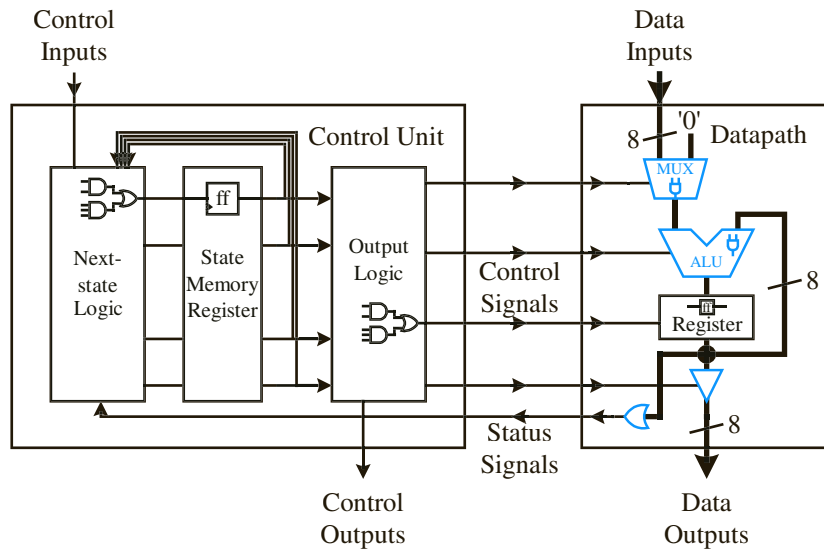 Control
Inputs
Data
Inputs
Control Unit
8
'0'
Datapath
MUX
ff
Next-
state
Logic
State
Memory
Register
Output
Logic
Control
Signals
ALU
8
ff
Register
Status
Signals
8
Control
Outputs
Data
Outputs